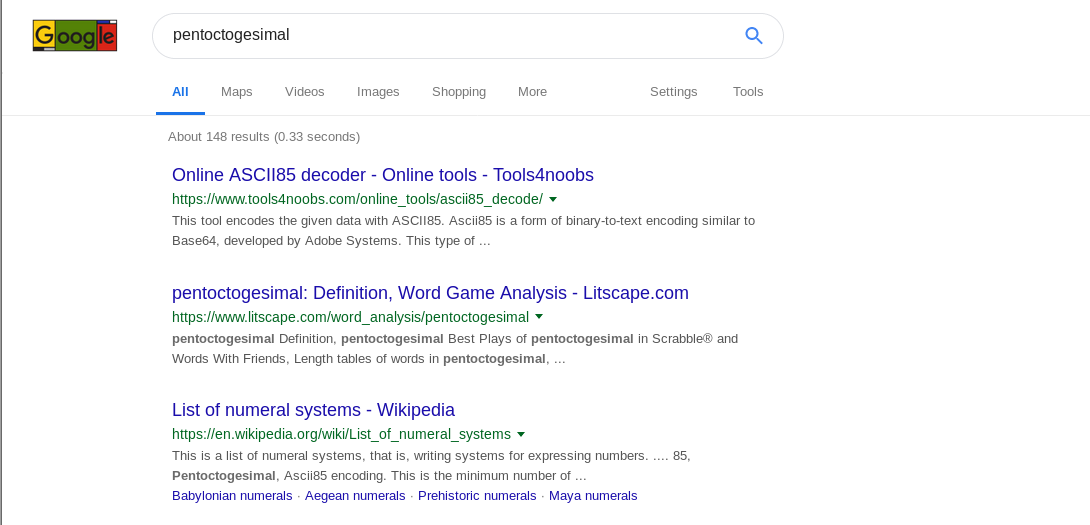 Google
pentoctogesimal
All Maps Videos Images Shopping More Settings Tools
About 148 results (0.33 seconds)
Online ASCII85 decoder - Online tools - Tools4noobs
https://www.tools4noobs.com/online_tools/ascii85_decode/
This tool encodes the given data with ASCII85. Ascii85 is a form of binary-to-text encoding similar to
Base64, developed by Adobe Systems. This type of ...
pentoctogesimal: Definition, Word Game Analysis - Litscape.com
https://www.litscape.com/word_analysis/pentoctogesimal
pentoctogesimal Definition, pentoctogesimal Best Plays of pentoctogesimal in Scrabble® and
Words With Friends, Length tables of words in pentoctogesimal, ...
List of numeral systems - Wikipedia
https://en.wikipedia.org/wiki/List_of_numeral_systems
This is a list of numeral systems, that is, writing systems for expressing numbers. .... 85,
Pentoctogesimal, Ascii85 encoding. This is the minimum number of ...
Babylonian numerals · Aegean numerals · Prehistoric numerals · Maya numerals